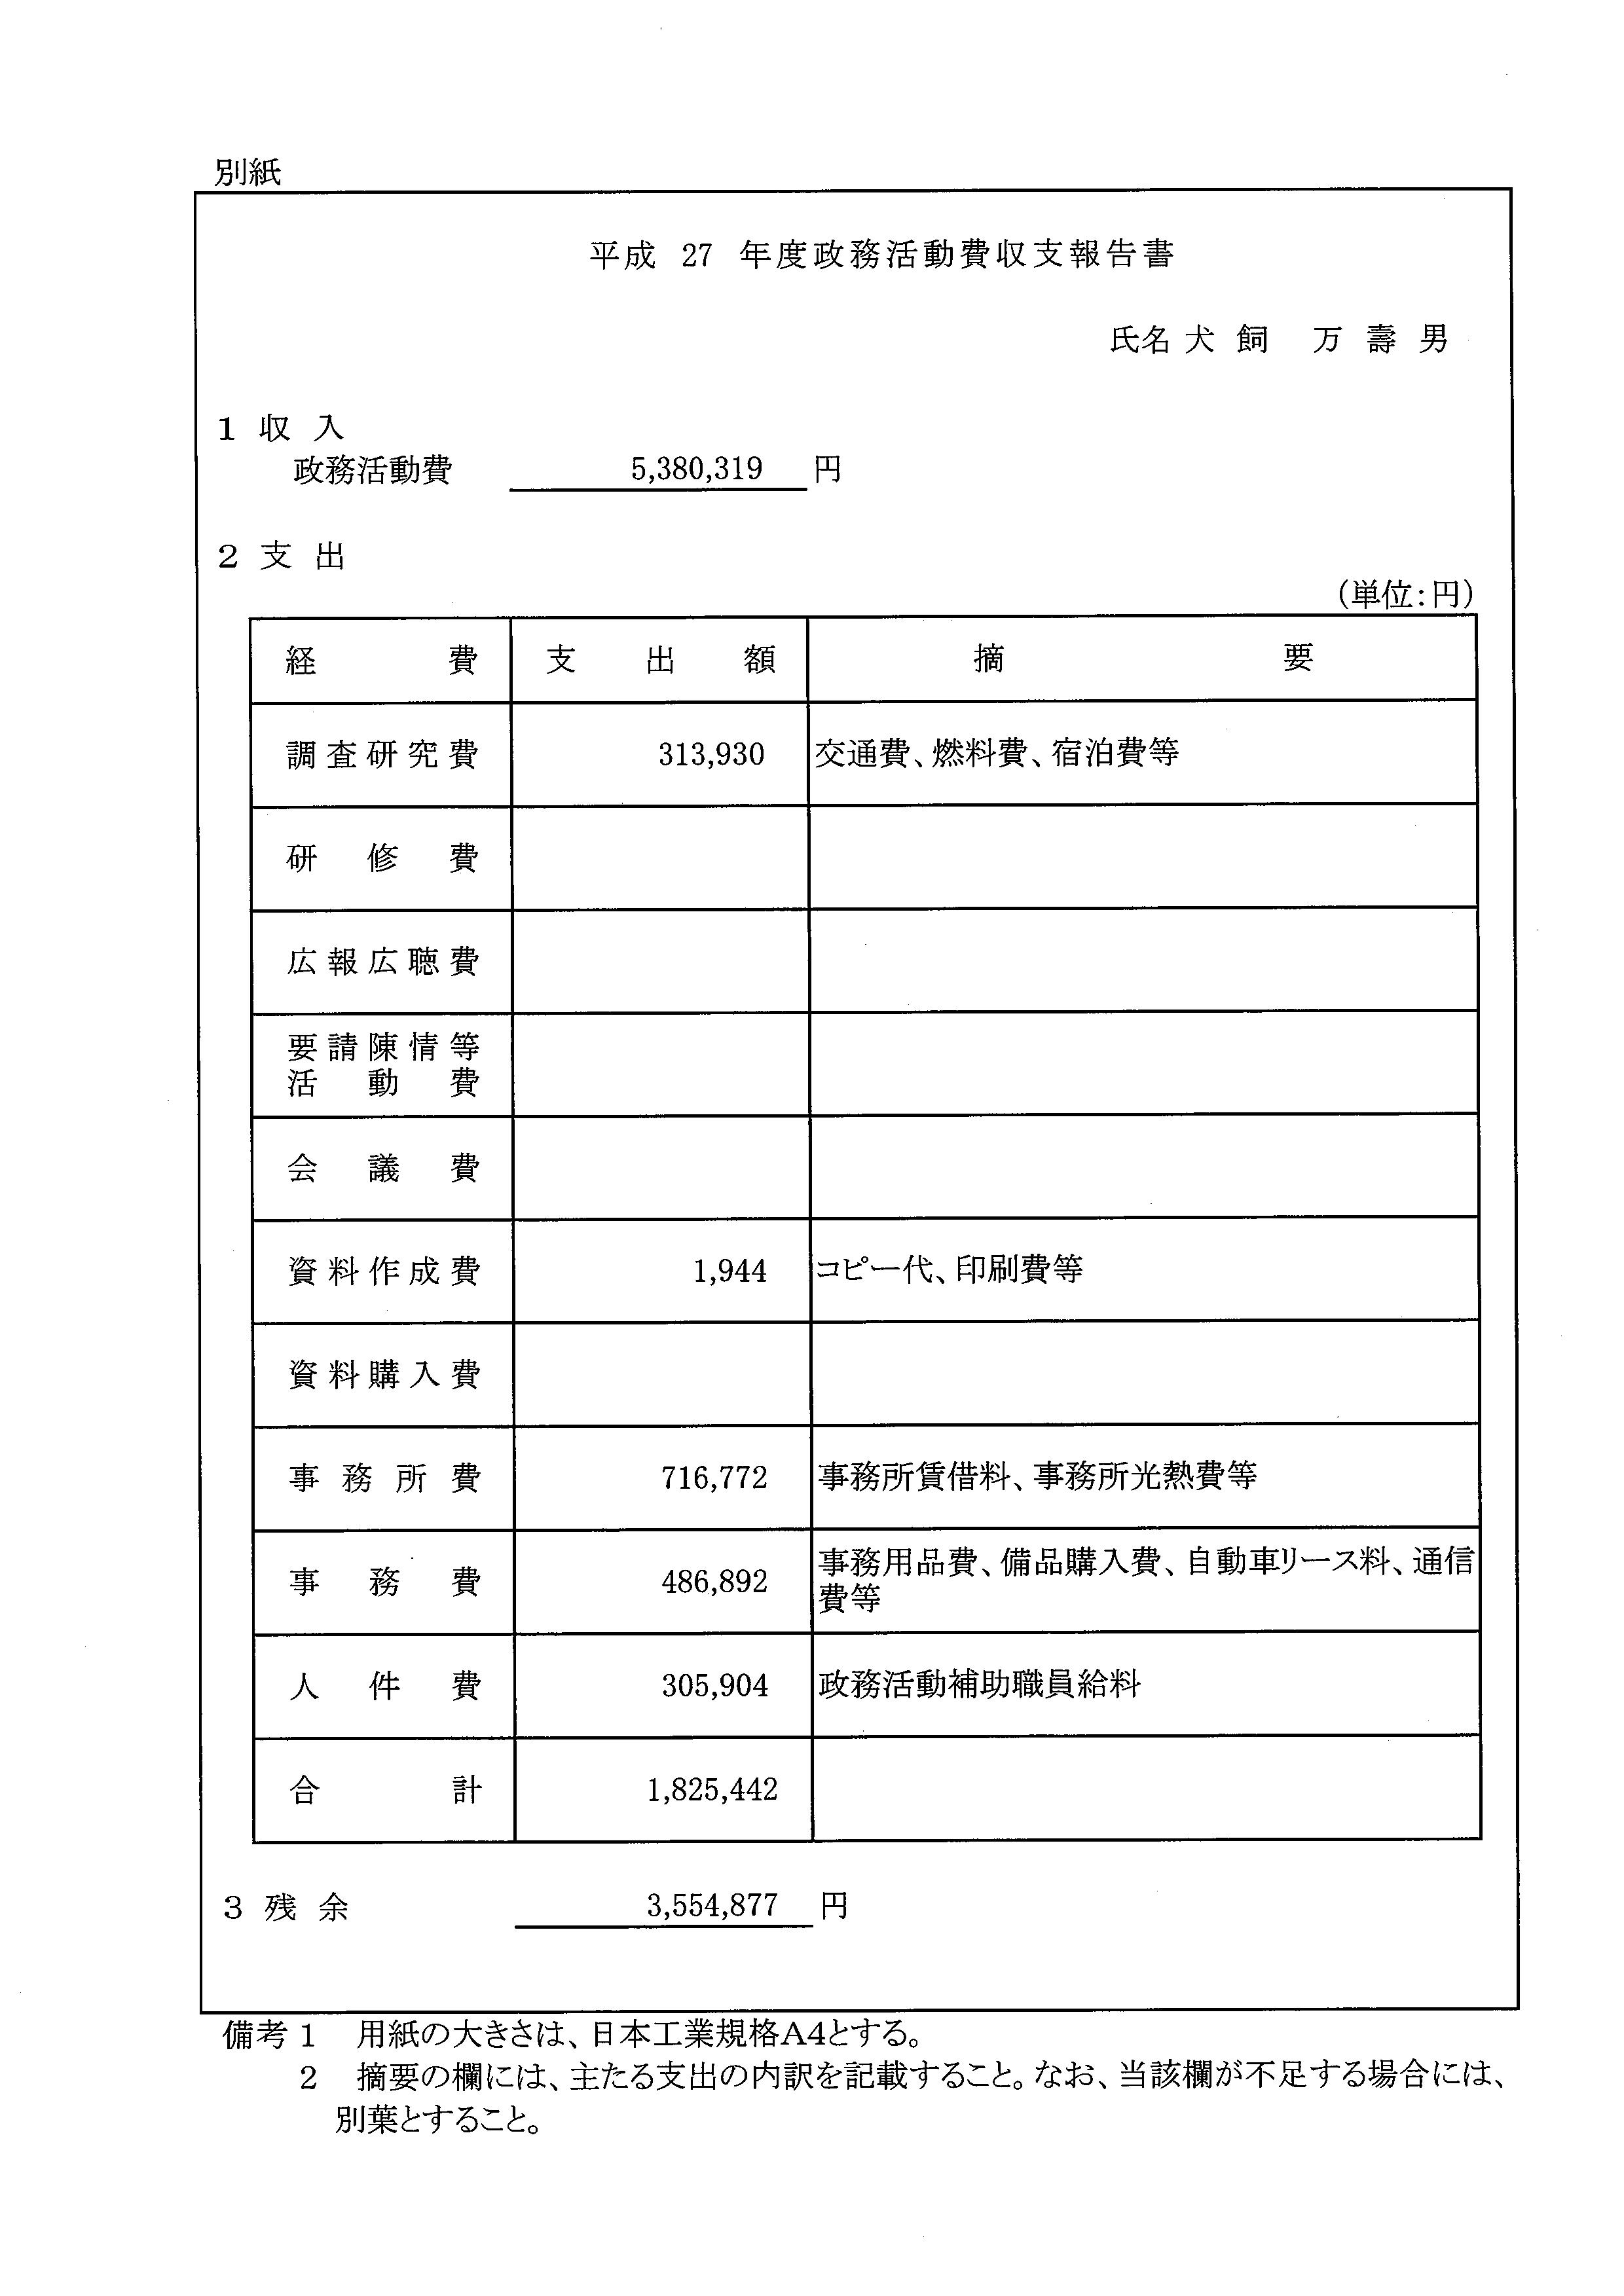 別紙
平成 27 年度政務活動費収支報告書
氏名 犬飼 万壽男
1 収入
政務活動費 5,380,319 円
2 支出
(単位:円)
経費 支出額 摘要
調査研究費 313,930 交通費、燃料費、宿泊費等
研修費
広報広聴費
要請陳情等
活動費
会議費
資料作成費 1,944 コピー代、印刷費等
資料購入費
事務所費 716,772 事務所賃借料、事務所光熱費等
事務費 486,892 事務用品費、備品購入費、自動車リース料、通信
費等
人件費 305,904 政務活動補助職員給料
合計 1,825,442
3 残余 3,554,877 円
備考 1 用紙の大きさは、日本工業規格A4とする。
2 摘要の欄には、主たる支出の内訳を記載すること。なお、当該欄が不足する場合には、
別葉とすること。